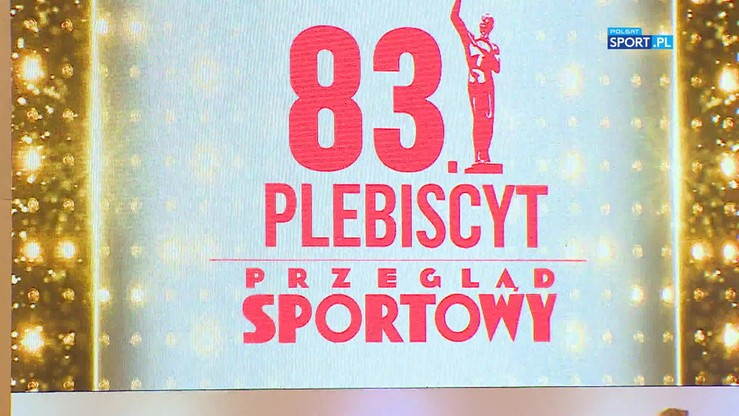 POLSAT
SPORT.PL
83.
PLEBISCYT
PRZEGLĄD
SPORTOWY